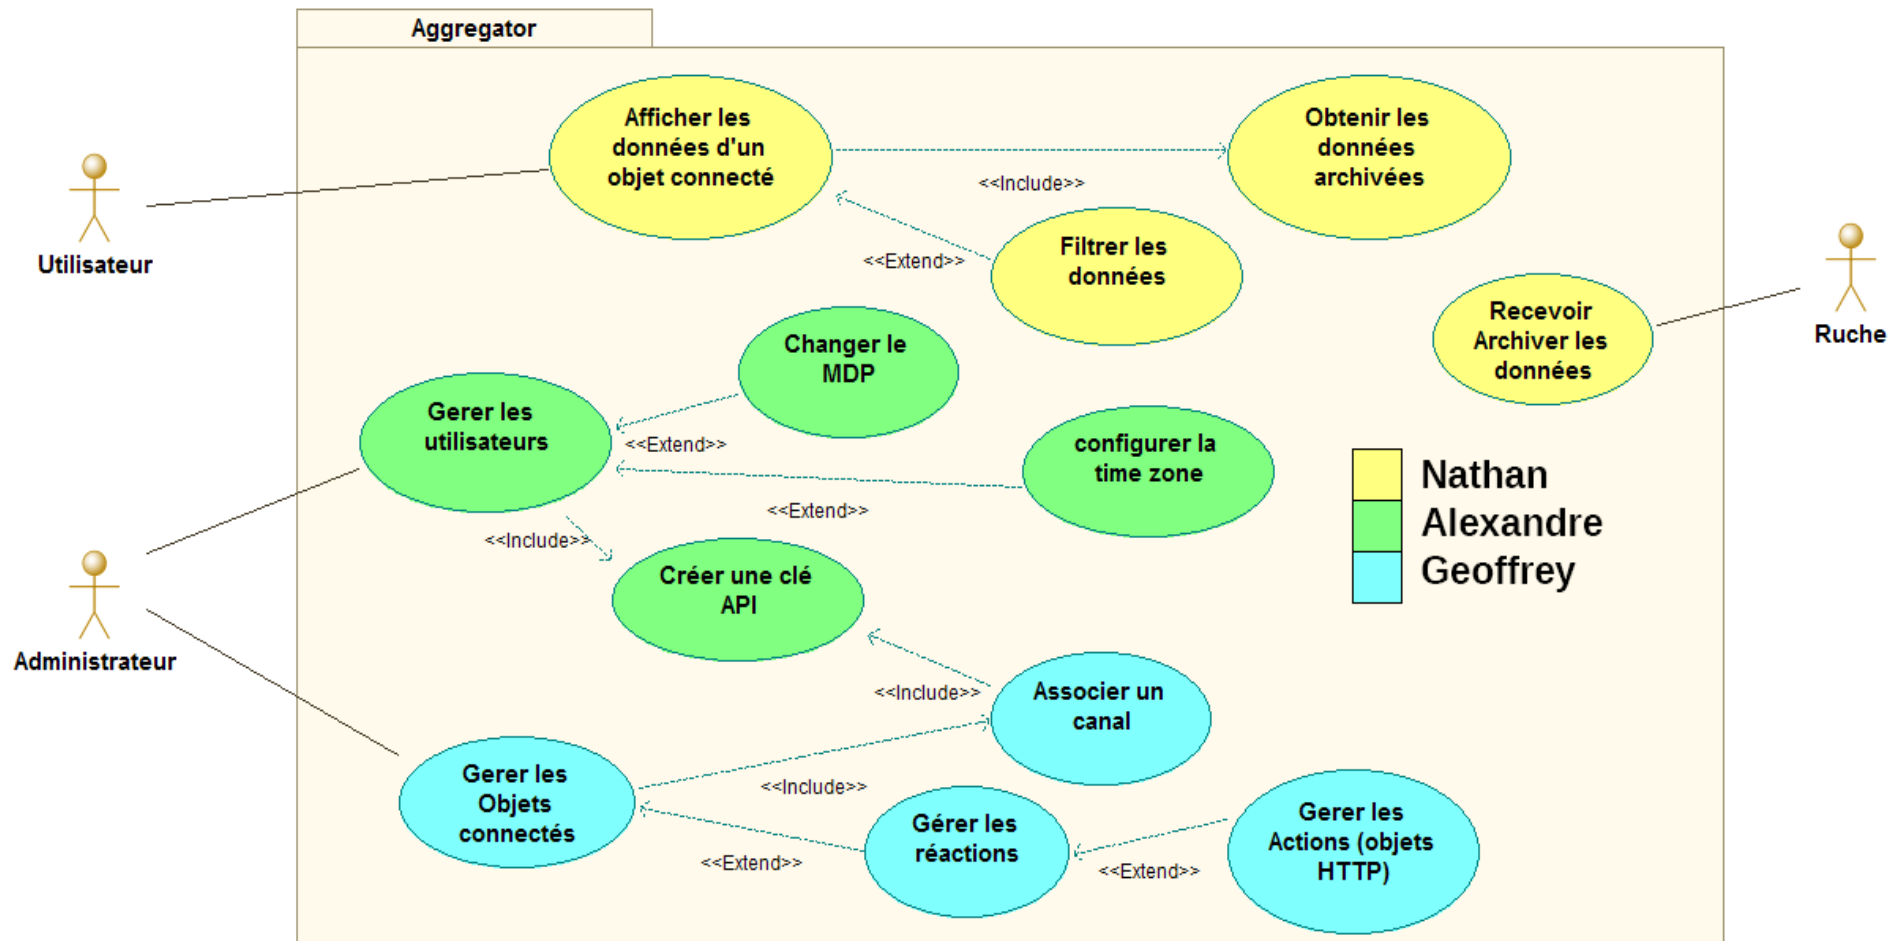 Aggregator
Afficher les
données d'un
objet connecté
Obtenir les
données
archivées
<<Include>>
Utilisateur
Filtrer les
données
<<Extend>>
Recevoir
Archiver les
données
Ruche
Changer le
MDP
Gerer les
utilisateurs
<<Extend>>
configurer la
time zone
<<Extend>>
Nathan
Alexandre
Geoffrey
<<Include>>
Créer une clé
API
Administrateur
<<Include>>
Associer un
canal
Gerer les
Objets
connectés
<<Include>>
Gérer les
réactions
<<Extend>>
Gerer les
Actions (objets
HTTP)
<<Extend>>